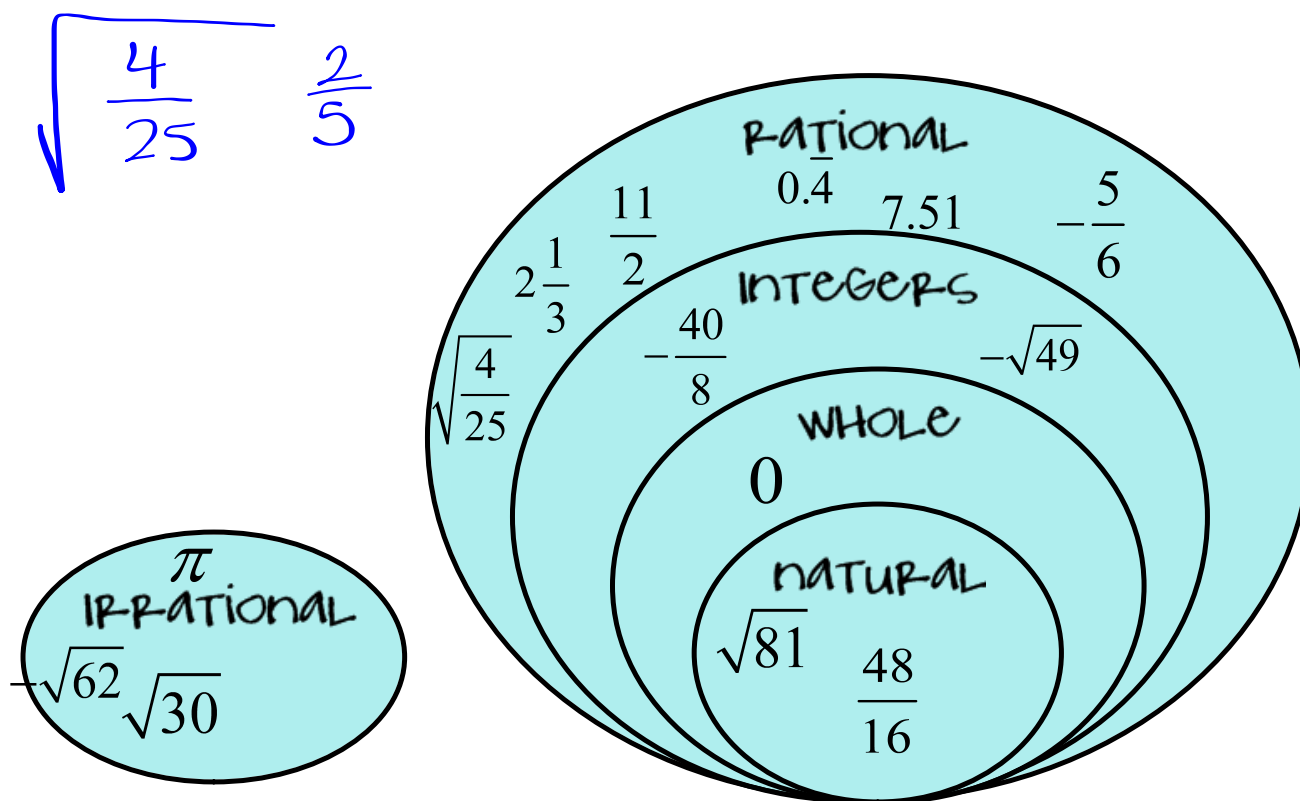 √(4/25) 2/5
RATIONAL
0.4̅ 7.51 -5/6
11/2
2 1/3
INTEGERS
√(4/25) -40/8 -√49
WHOLE
0
NATURAL
√81 48/16
π
IRRATIONAL
-√62 √30